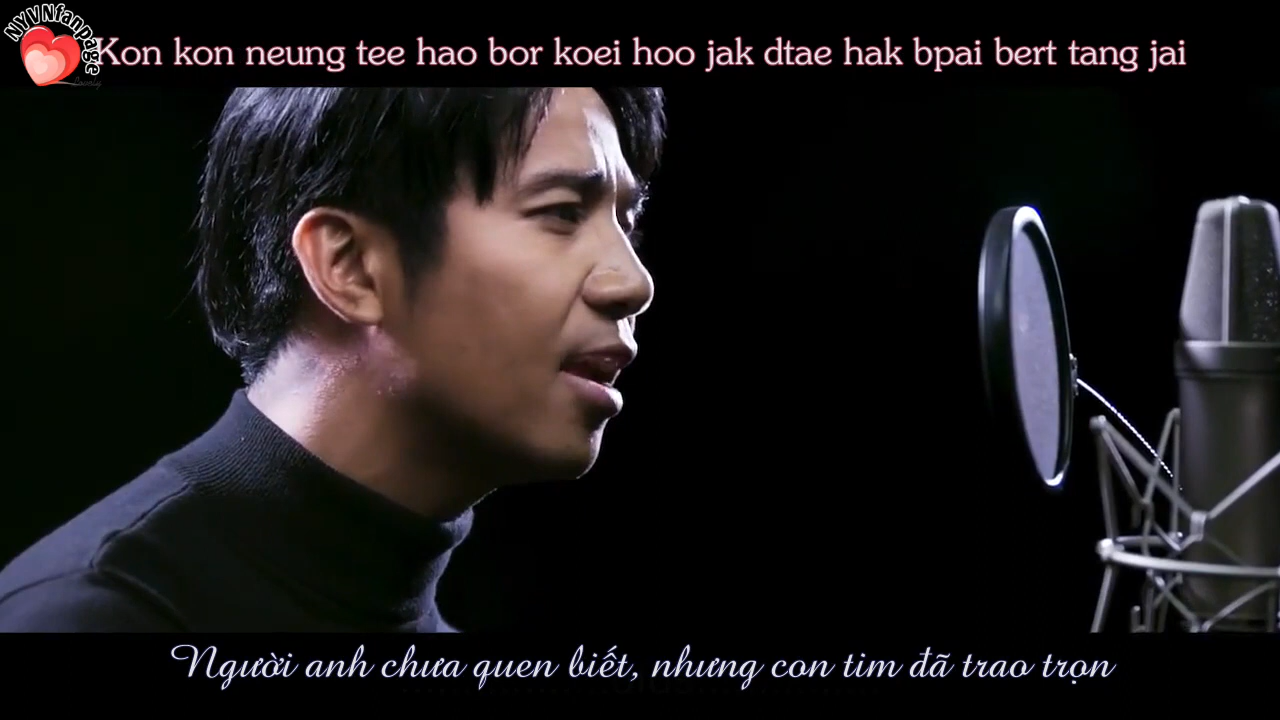 NYVNfanpage
Kon kon neung tee hao bor koei hoo jak dtae hak bpai bert tang jai
Người anh chưa quen biết, nhưng con tim đã trao trọn